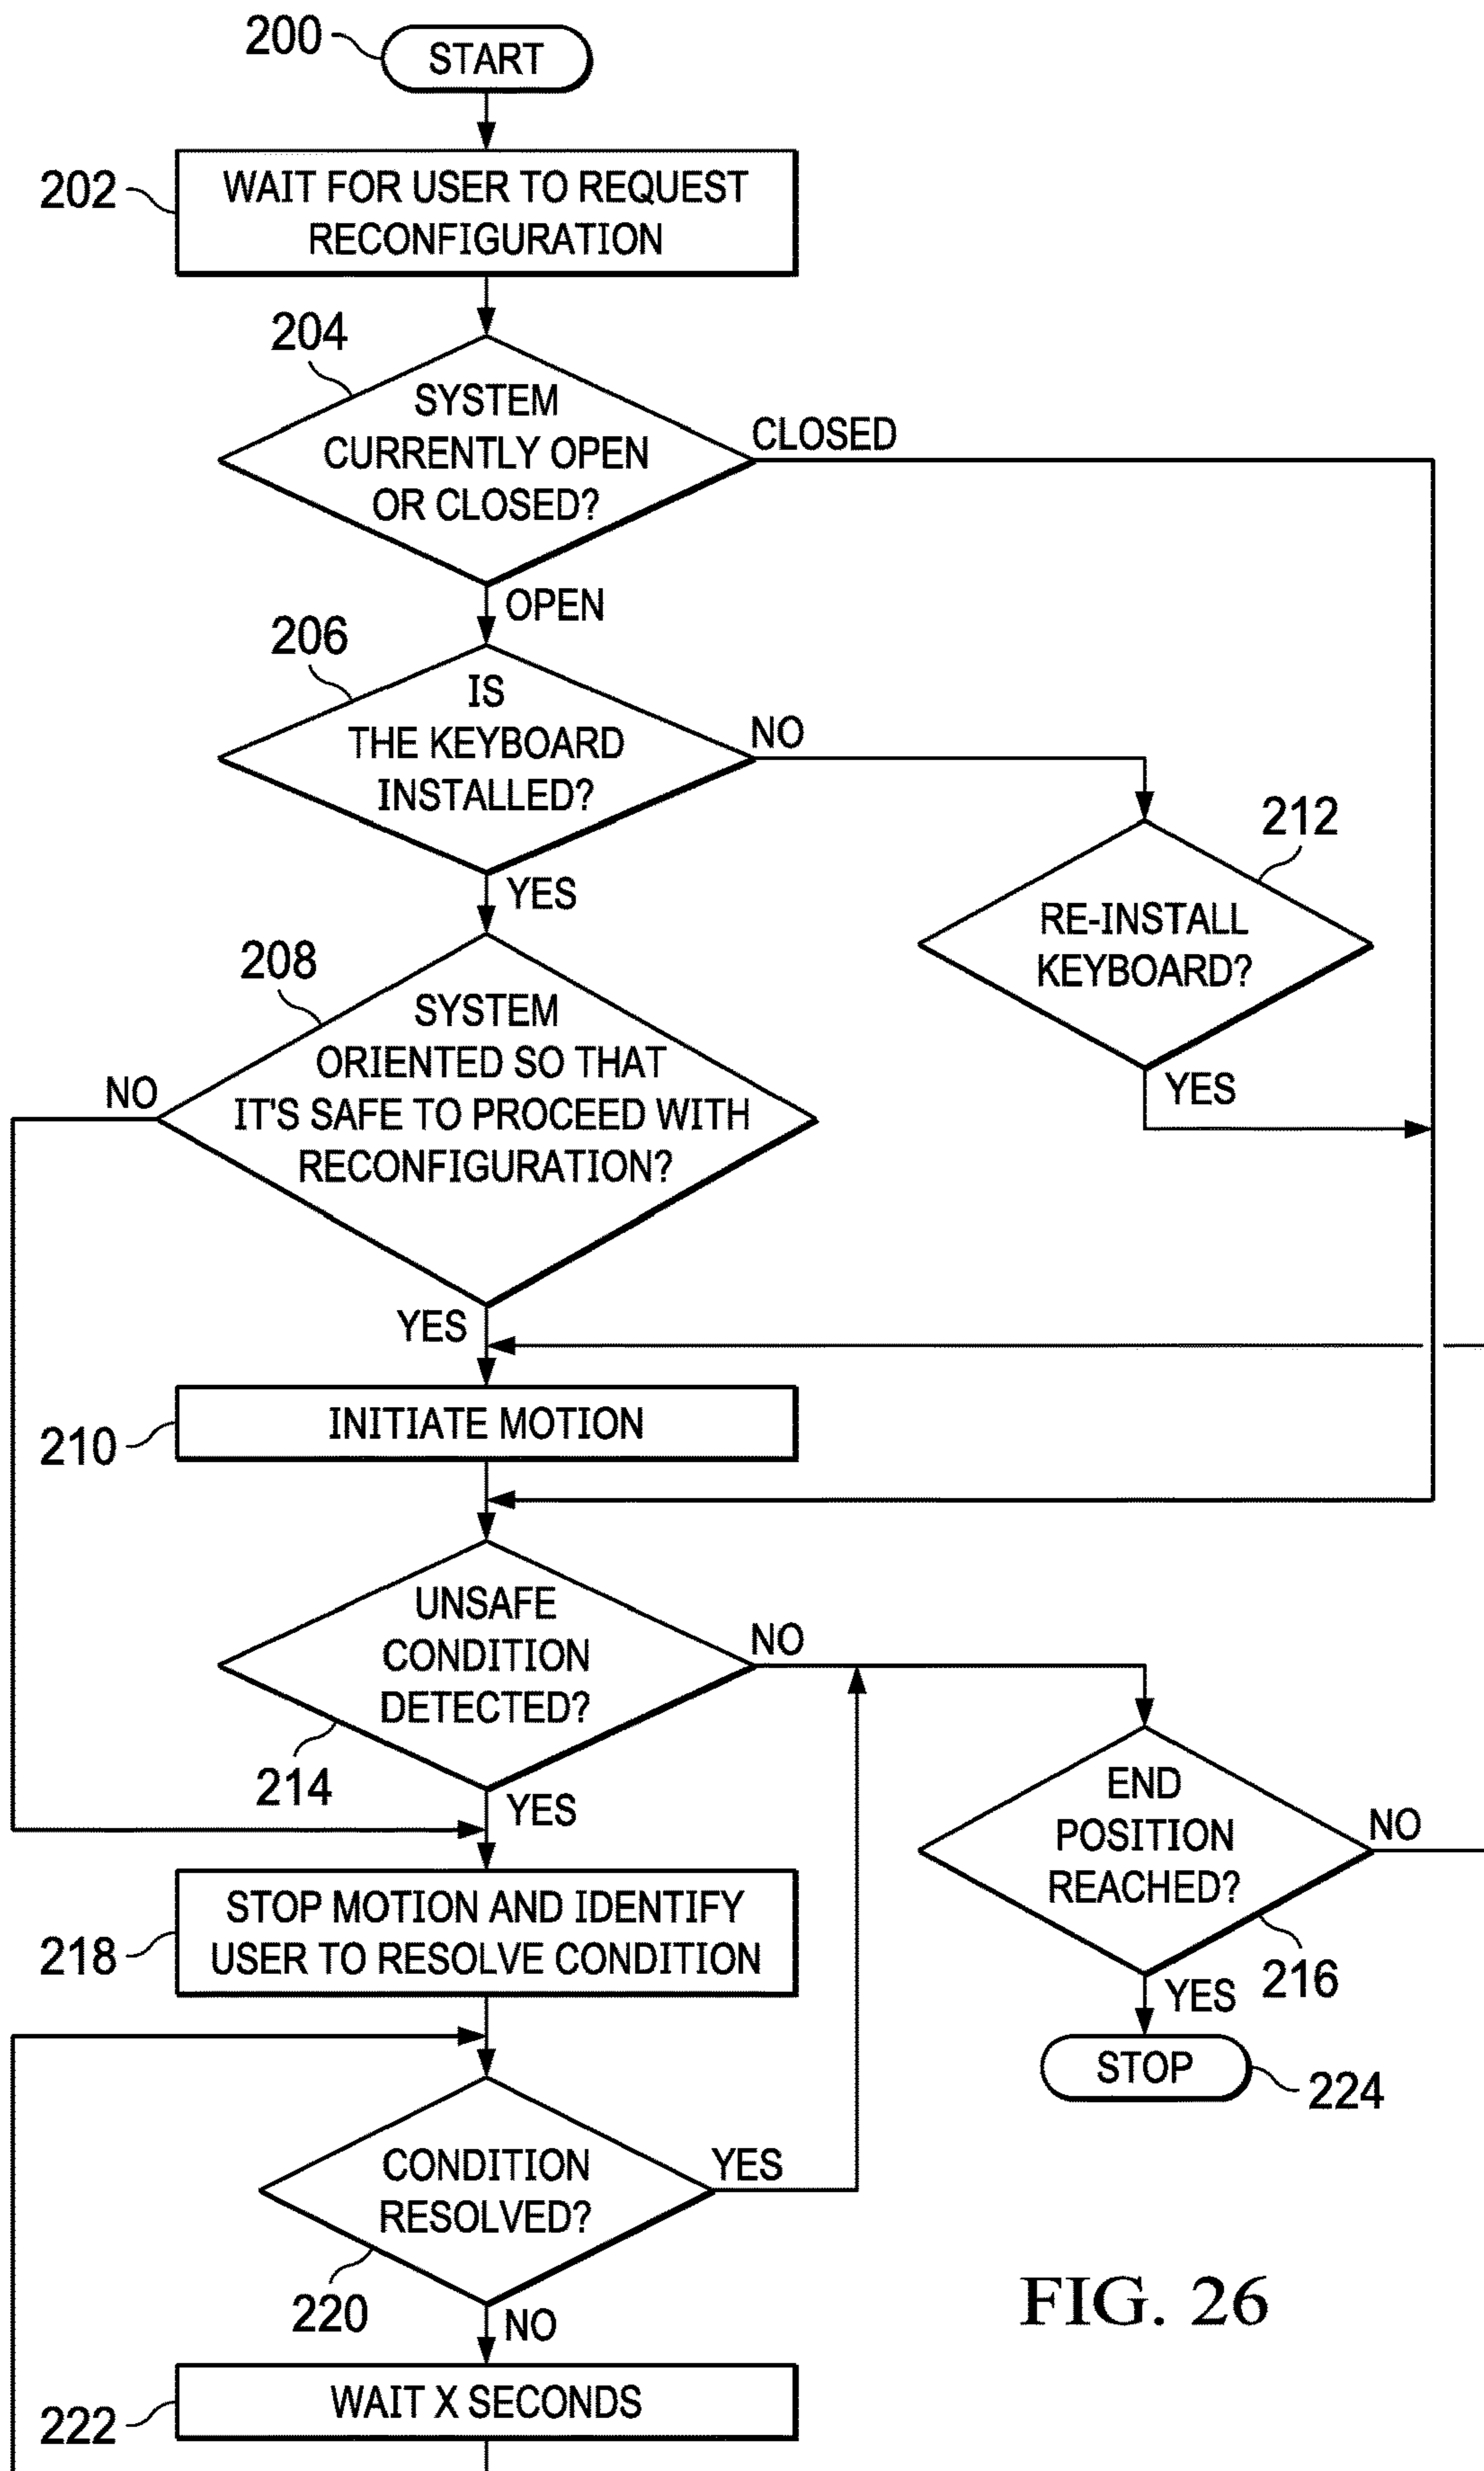 200
START
202
WAIT FOR USER TO REQUEST
RECONFIGURATION
204
SYSTEM
CURRENTLY OPEN
OR CLOSED?
CLOSED
OPEN
206
IS
THE KEYBOARD
INSTALLED?
NO
YES
212
RE-INSTALL
KEYBOARD?
YES
208
SYSTEM
ORIENTED SO THAT
IT'S SAFE TO PROCEED WITH
RECONFIGURATION?
NO
YES
210
INITIATE MOTION
UNSAFE
CONDITION
DETECTED?
NO
214
YES
END
POSITION
REACHED?
NO
216
YES
STOP
224
218
STOP MOTION AND IDENTIFY
USER TO RESOLVE CONDITION
CONDITION
RESOLVED?
YES
220
NO
222
WAIT X SECONDS
FIG. 26